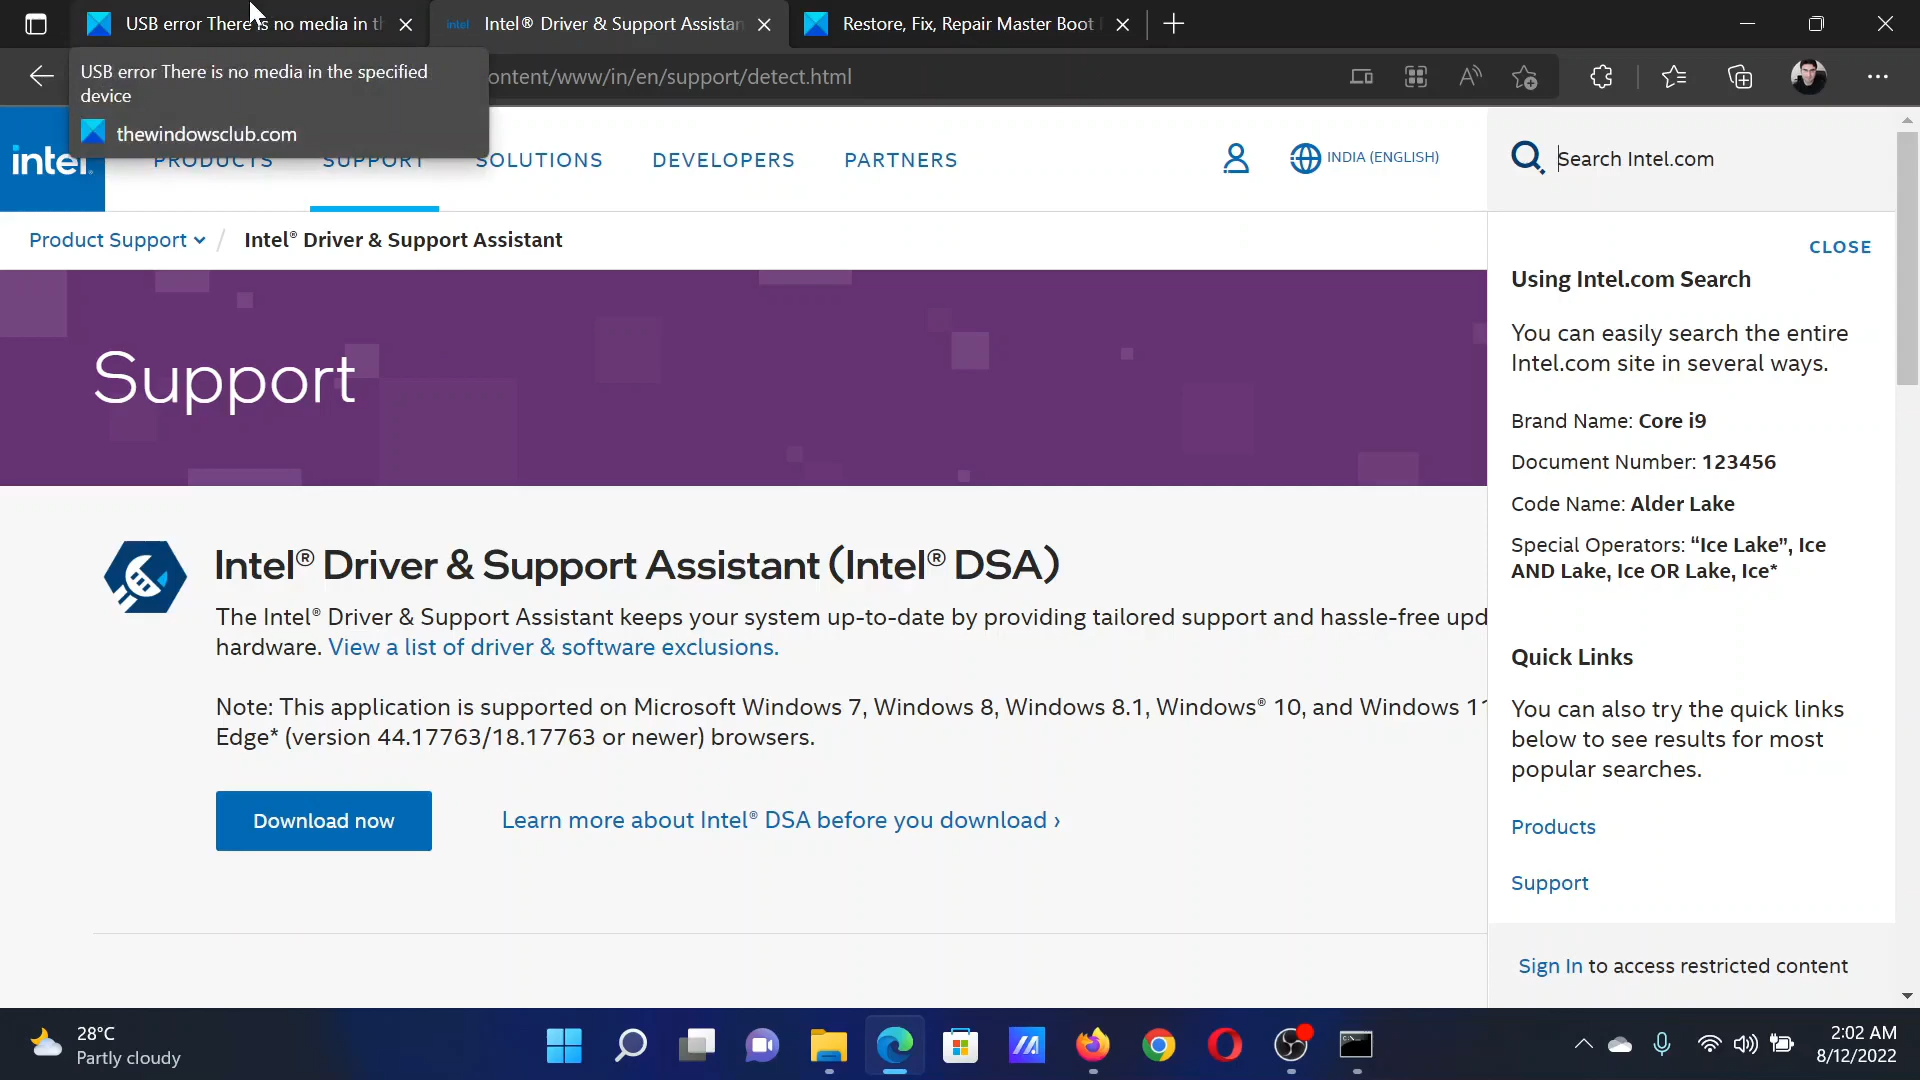 USB error There is no media in th
intel
Intel® Driver & Support Assistan
Restore, Fix, Repair Master Boot
USB error There is no media in the specified
device
thewindowsclub.com
ontent/www/in/en/support/detect.html
intel.
PRODUCTS
SUPPORT
SOLUTIONS
DEVELOPERS
PARTNERS
INDIA (ENGLISH)
Search Intel.com
Product Support / Intel® Driver & Support Assistant
CLOSE
Using Intel.com Search
You can easily search the entire
Intel.com site in several ways.
Brand Name: Core i9
Document Number: 123456
Code Name: Alder Lake
Special Operators: “Ice Lake”, Ice
AND Lake, Ice OR Lake, Ice*
Quick Links
You can also try the quick links
below to see results for most
popular searches.
Products
Support
Sign In to access restricted content
Support
Intel® Driver & Support Assistant (Intel® DSA)
The Intel® Driver & Support Assistant keeps your system up-to-date by providing tailored support and hassle-free upd
hardware. View a list of driver & software exclusions.
Note: This application is supported on Microsoft Windows 7, Windows 8, Windows 8.1, Windows® 10, and Windows 11
Edge* (version 44.17763/18.17763 or newer) browsers.
Download now
Learn more about Intel® DSA before you download ›
28°C
Partly cloudy
2:02 AM
8/12/2022